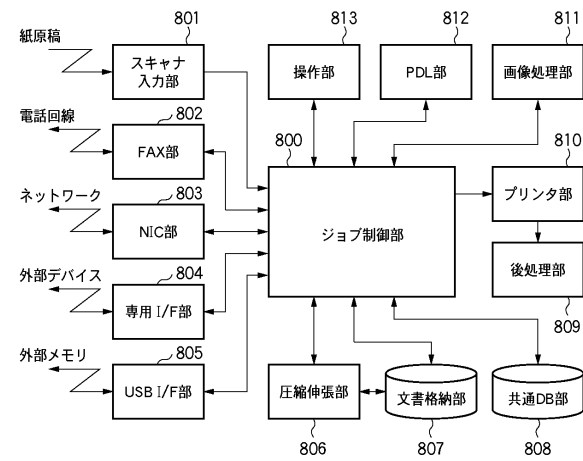 紙原稿
801
スキャナ
入力部
電話回線
802
FAX部
ネットワーク
803
NIC部
外部デバイス
804
専用I/F部
外部メモリ
805
USB I/F部
813
操作部
812
PDL部
811
画像処理部
800
ジョブ制御部
810
プリンタ部
後処理部
809
圧縮伸張部
806
文書格納部
807
共通DB部
808